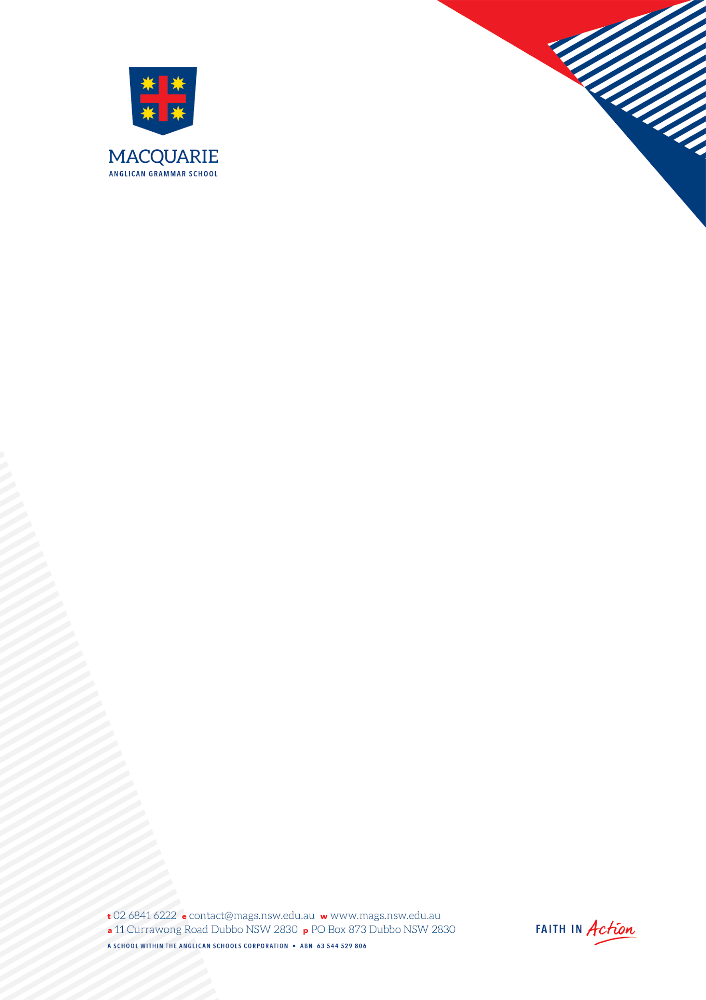 MACQUARIE
ANGLICAN GRAMMAR SCHOOL
t 02 6841 6222 e contact@mags.nsw.edu.au w www.mags.nsw.edu.au
a 11 Currawong Road Dubbo NSW 2830 p PO Box 873 Dubbo NSW 2830
A SCHOOL WITHIN THE ANGLICAN SCHOOLS CORPORATION • ABN 63 544 529 806
FAITH IN Action